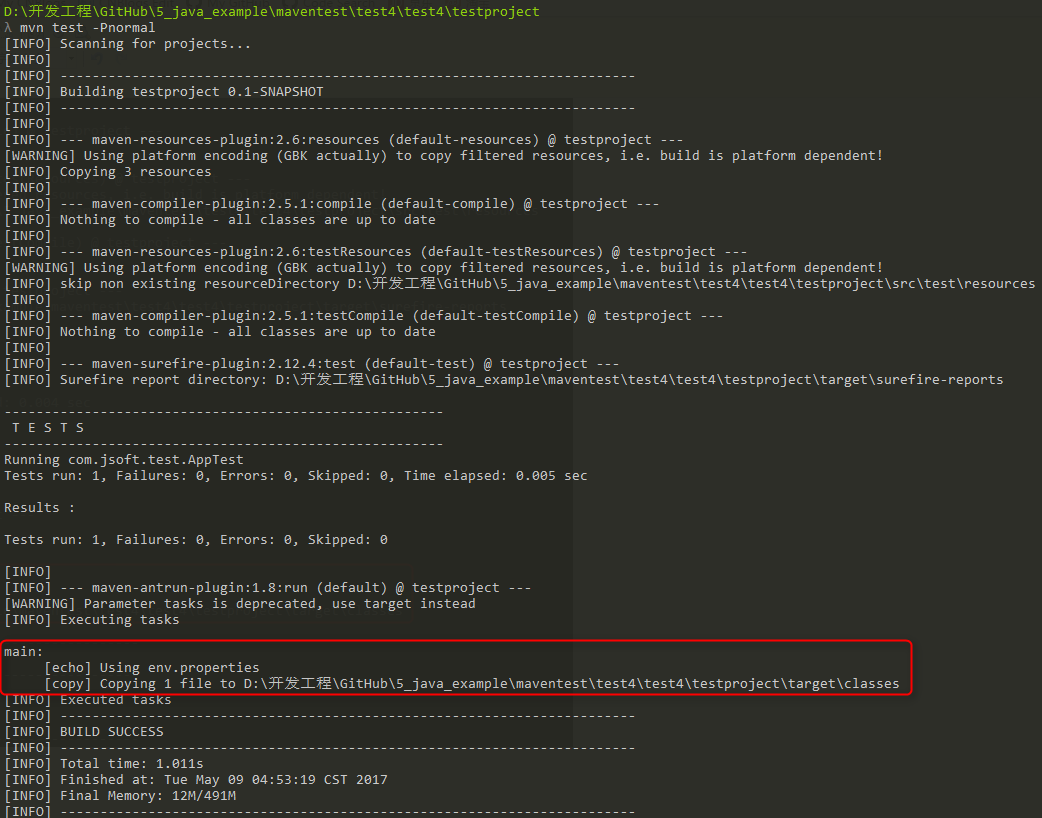 D:\开发工程\GitHub\5_java_example\maventest\test4\test4\testproject
λ mvn test -Pnormal
[INFO] Scanning for projects...
[INFO]
[INFO] ------------------------------------------------------------------------
[INFO] Building testproject 0.1-SNAPSHOT
[INFO] ------------------------------------------------------------------------
[INFO]
[INFO] --- maven-resources-plugin:2.6:resources (default-resources) @ testproject ---
[WARNING] Using platform encoding (GBK actually) to copy filtered resources, i.e. build is platform dependent!
[INFO] Copying 3 resources
[INFO]
[INFO] --- maven-compiler-plugin:2.5.1:compile (default-compile) @ testproject ---
[INFO] Nothing to compile - all classes are up to date
[INFO]
[INFO] --- maven-resources-plugin:2.6:testResources (default-testResources) @ testproject ---
[WARNING] Using platform encoding (GBK actually) to copy filtered resources, i.e. build is platform dependent!
[INFO] skip non existing resourceDirectory D:\开发工程\GitHub\5_java_example\maventest\test4\test4\testproject\src\test\resources
[INFO]
[INFO] --- maven-compiler-plugin:2.5.1:testCompile (default-testCompile) @ testproject ---
[INFO] Nothing to compile - all classes are up to date
[INFO]
[INFO] --- maven-surefire-plugin:2.12.4:test (default-test) @ testproject ---
[INFO] Surefire report directory: D:\开发工程\GitHub\5_java_example\maventest\test4\test4\testproject\target\surefire-reports
-------------------------------------------------------
T E S T S
-------------------------------------------------------
Running com.jsoft.test.AppTest
Tests run: 1, Failures: 0, Errors: 0, Skipped: 0, Time elapsed: 0.005 sec
Results :
Tests run: 1, Failures: 0, Errors: 0, Skipped: 0
[INFO]
[INFO] --- maven-antrun-plugin:1.8:run (default) @ testproject ---
[WARNING] Parameter tasks is deprecated, use target instead
[INFO] Executing tasks
main:
[echo] Using env.properties
[copy] Copying 1 file to D:\开发工程\GitHub\5_java_example\maventest\test4\test4\testproject\target\classes
[INFO] Executed tasks
[INFO] ------------------------------------------------------------------------
[INFO] BUILD SUCCESS
[INFO] ------------------------------------------------------------------------
[INFO] Total time: 1.011s
[INFO] Finished at: Tue May 09 04:53:19 CST 2017
[INFO] Final Memory: 12M/491M
[INFO] ------------------------------------------------------------------------